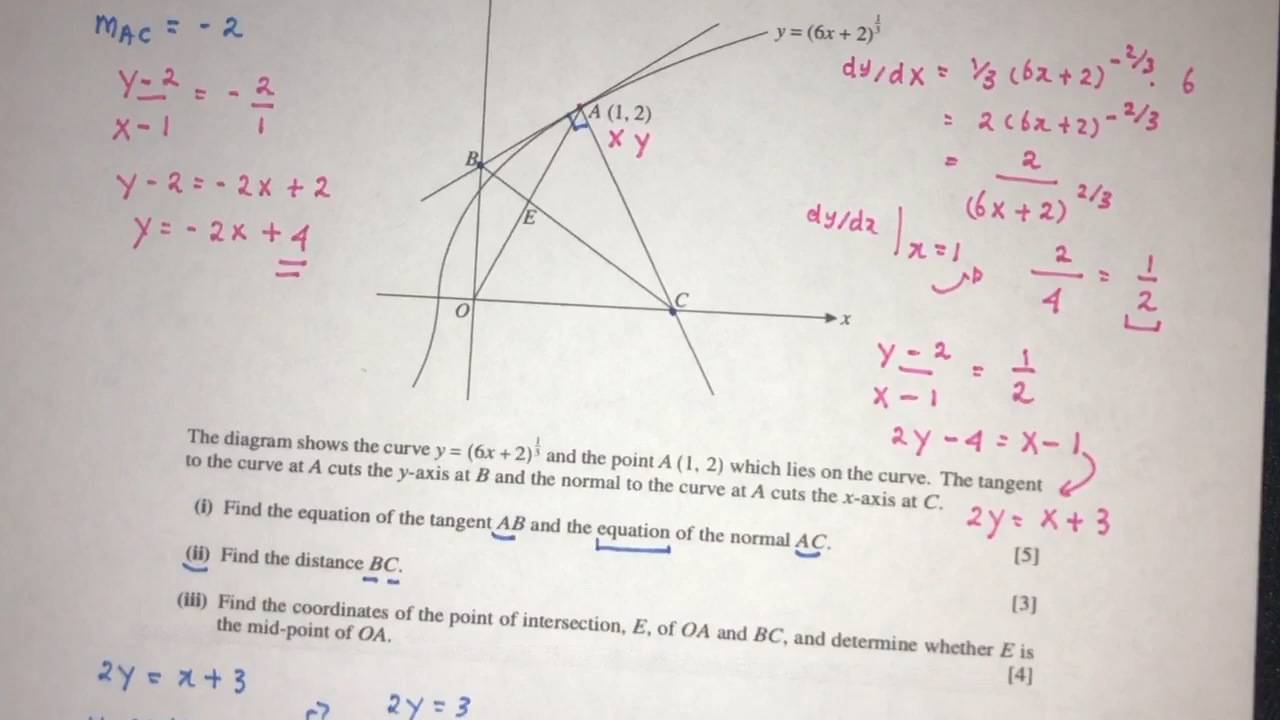 m_AC = - 2
y - 2 / x - 1 = - 2 / 1
y - 2 = - 2x + 2
y = - 2x + 4
y = (6x + 2)^{1/3}
A (1, 2)
x y
B
E
O
C
x
dy/dx = 1/3 (6x + 2)^{-2/3} . 6
= 2 (6x + 2)^{-2/3}
= 2 / (6x + 2)^{2/3}
dy/dx | x = 1
2 / 4 = 1 / 2
y - 2 / x - 1 = 1 / 2
2y - 4 = x - 1
2y = x + 3
The diagram shows the curve y = (6x + 2)^{1/3} and the point A (1, 2) which lies on the curve. The tangent
to the curve at A cuts the y-axis at B and the normal to the curve at A cuts the x-axis at C.
(i) Find the equation of the tangent AB and the equation of the normal AC. [5]
(ii) Find the distance BC. [3]
(iii) Find the coordinates of the point of intersection, E, of OA and BC, and determine whether E is
the mid-point of OA. [4]
2y = x + 3
2y = 3